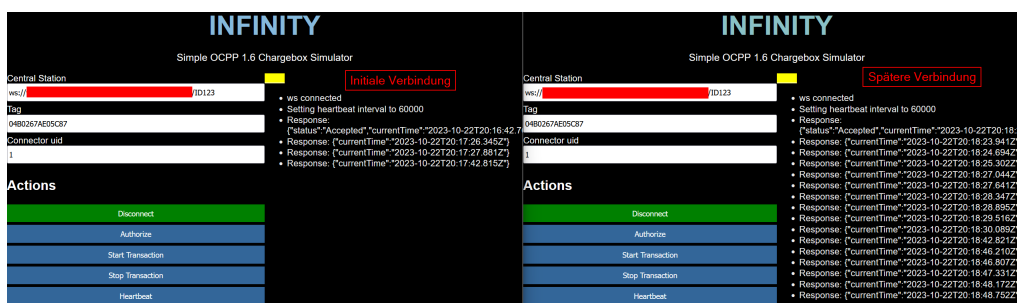 INFINITY
Simple OCPP 1.6 Chargebox Simulator
Central Station
Initiale Verbindung
ws://
/ID123
Tag
04B0267AE05C87
Connector uid
1
• ws connected
• Setting heartbeat interval to 60000
• Response:
{"status":"Accepted","currentTime":"2023-10-22T20:16:42.7
• Response: {"currentTime":"2023-10-22T20:17:26.345Z"}
• Response: {"currentTime":"2023-10-22T20:17:27.881Z"}
• Response: {"currentTime":"2023-10-22T20:17:42.815Z"}
Actions
Disconnect
Authorize
Start Transaction
Stop Transaction
Heartbeat
INFINITY
Simple OCPP 1.6 Chargebox Simulator
Central Station
Spätere Verbindung
ws://
/ID123
Tag
04B0267AE05C87
Connector uid
1
• ws connected
• Setting heartbeat interval to 60000
• Response:
{"status":"Accepted","currentTime":"2023-10-22T20:18:
• Response: {"currentTime":"2023-10-22T20:18:23.941Z"
• Response: {"currentTime":"2023-10-22T20:18:24.694Z"
• Response: {"currentTime":"2023-10-22T20:18:25.302Z"
• Response: {"currentTime":"2023-10-22T20:18:27.044Z"
• Response: {"currentTime":"2023-10-22T20:18:27.641Z"
• Response: {"currentTime":"2023-10-22T20:18:28.347Z"
• Response: {"currentTime":"2023-10-22T20:18:28.895Z"
• Response: {"currentTime":"2023-10-22T20:18:29.516Z"
• Response: {"currentTime":"2023-10-22T20:18:30.089Z"
• Response: {"currentTime":"2023-10-22T20:18:42.821Z"
• Response: {"currentTime":"2023-10-22T20:18:46.210Z"
• Response: {"currentTime":"2023-10-22T20:18:46.807Z"
• Response: {"currentTime":"2023-10-22T20:18:47.331Z"
• Response: {"currentTime":"2023-10-22T20:18:48.172Z"
• Response: {"currentTime":"2023-10-22T20:18:48.752Z"
Actions
Disconnect
Authorize
Start Transaction
Stop Transaction
Heartbeat